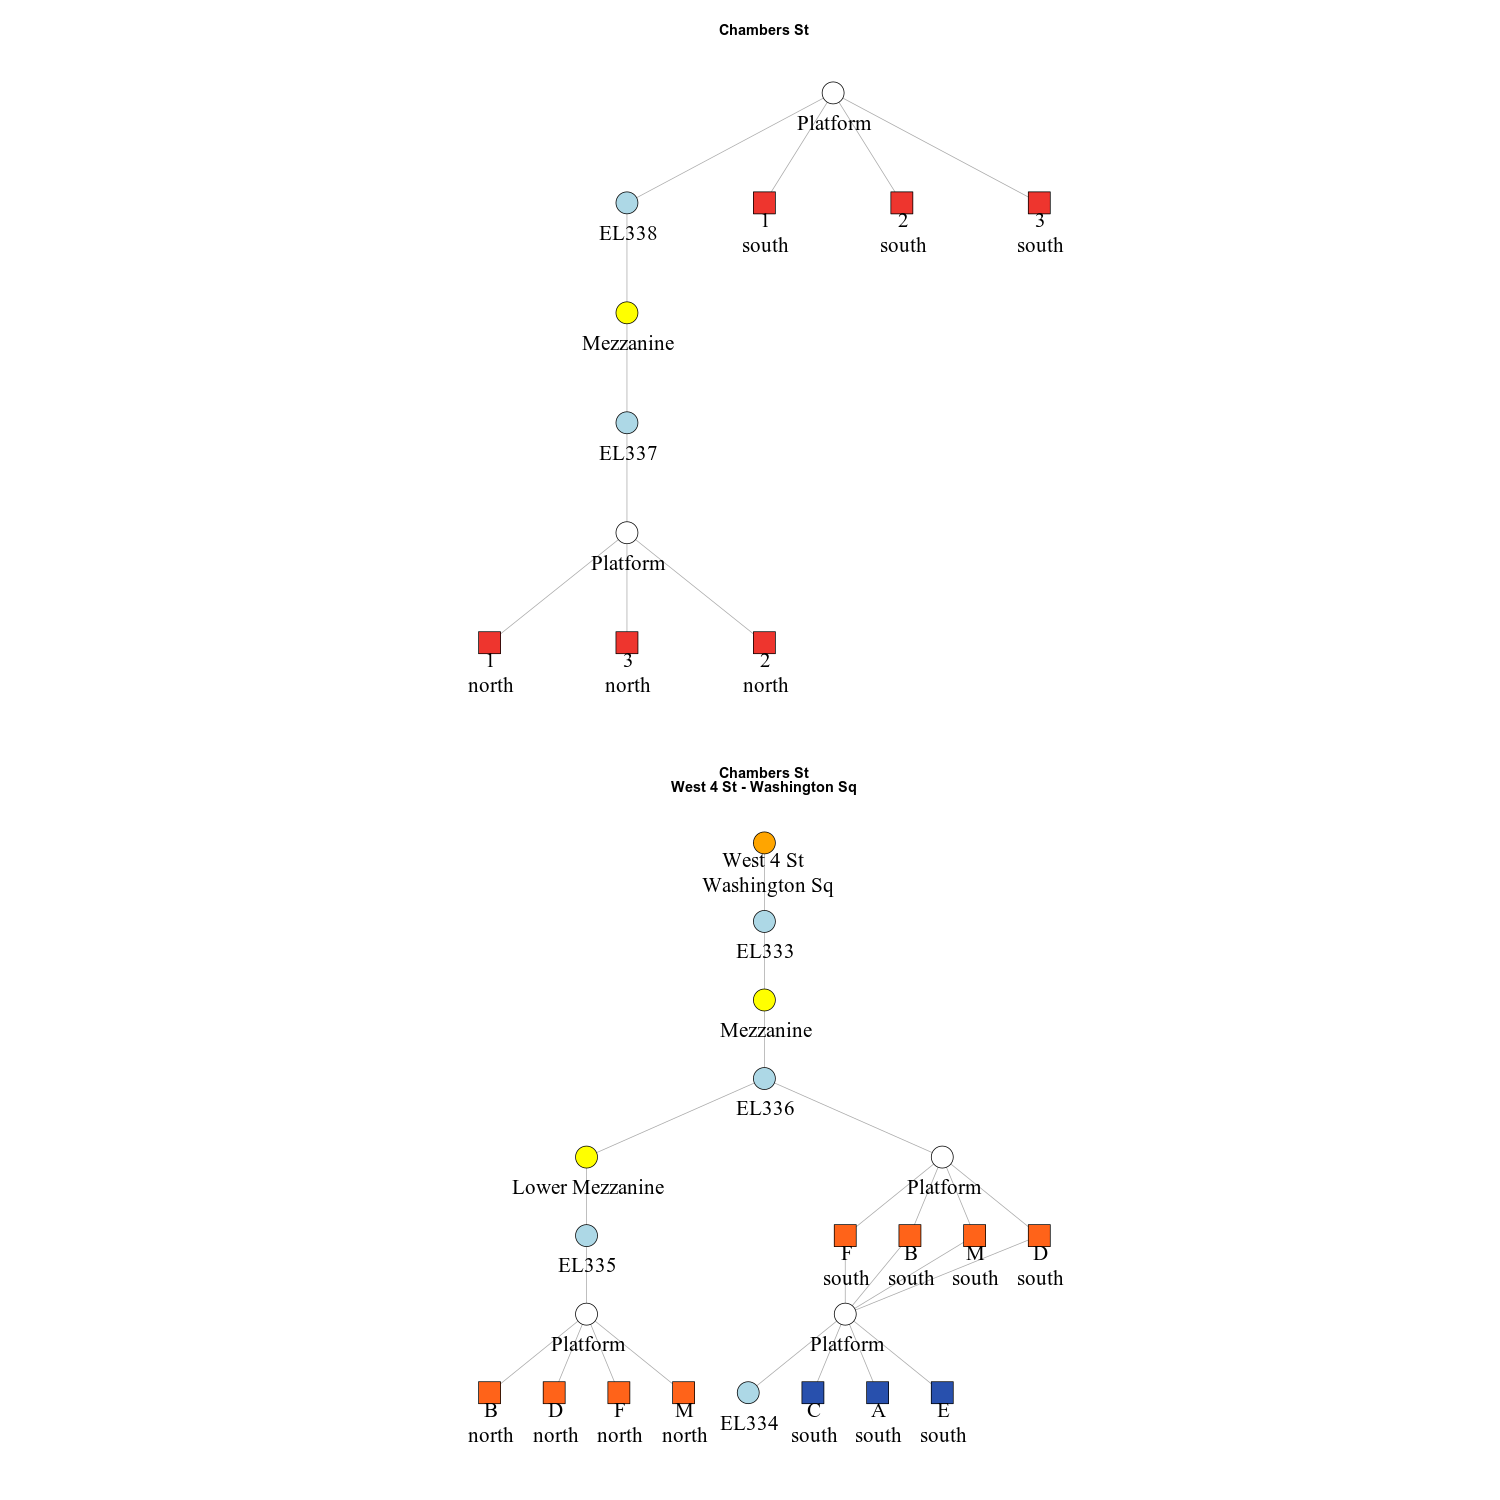 Chambers St
Platform
EL338
1 2 3
south south south
Mezzanine
EL337
Platform
1 3 2
north north north
Chambers St
West 4 St - Washington Sq
West 4 St
Washington Sq
EL333
Mezzanine
EL336
Lower Mezzanine Platform
F B M D
EL335
south south south south
Platform Platform
B D F M C A E
EL334
north north north north south south south